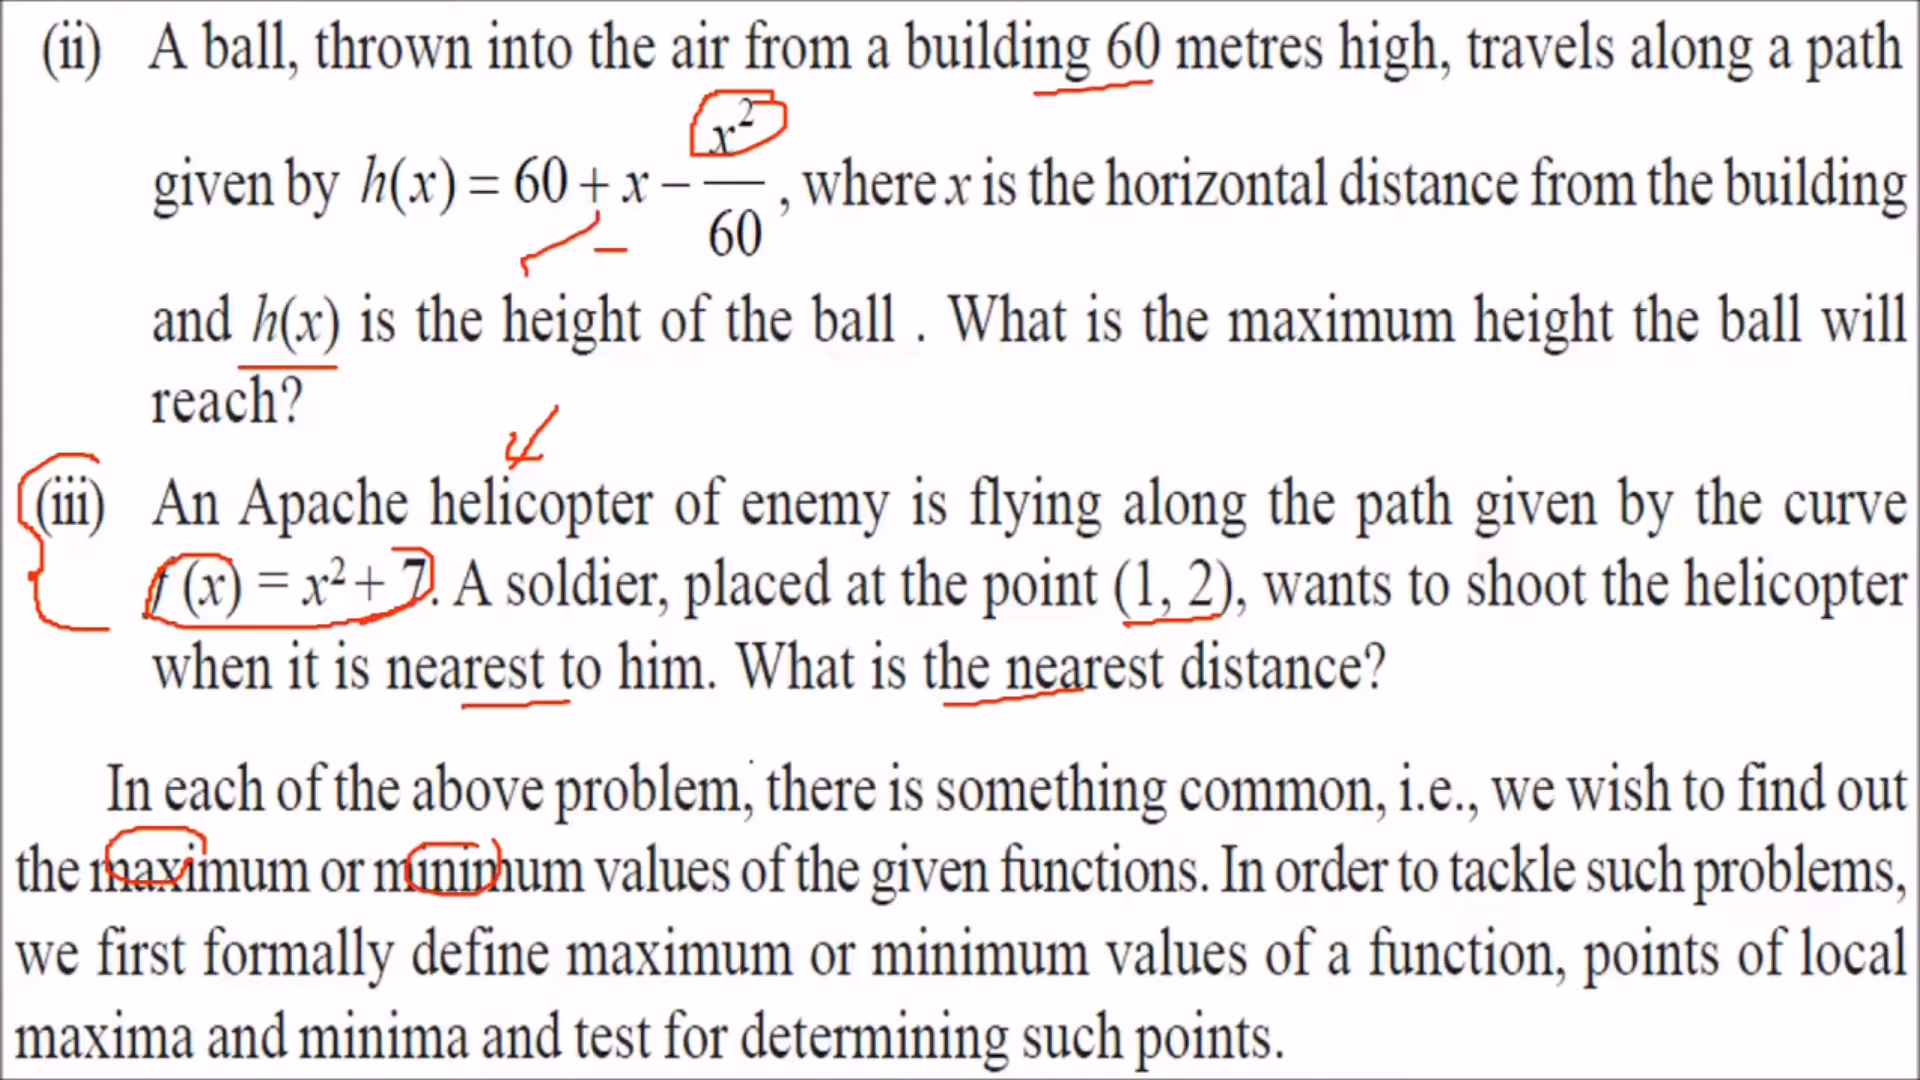 (ii) A ball, thrown into the air from a building 60 metres high, travels along a path
given by h(x) = 60 + x − x²/60 , where x is the horizontal distance from the building
and h(x) is the height of the ball . What is the maximum height the ball will
reach?
(iii) An Apache helicopter of enemy is flying along the path given by the curve
f (x) = x² + 7. A soldier, placed at the point (1, 2), wants to shoot the helicopter
when it is nearest to him. What is the nearest distance?
In each of the above problem, there is something common, i.e., we wish to find out
the maximum or minimum values of the given functions. In order to tackle such problems,
we first formally define maximum or minimum values of a function, points of local
maxima and minima and test for determining such points.